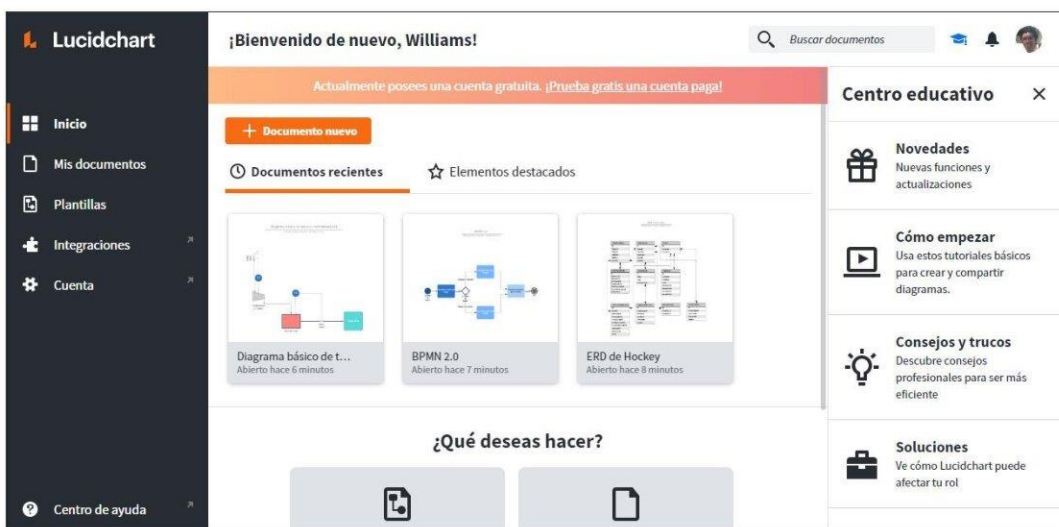 Lucidchart
¡Bienvenido de nuevo, Williams!
Buscar documentos
Actualmente posees una cuenta gratuita. ¡Prueba gratis una cuenta paga!
Inicio
Mis documentos
Plantillas
Integraciones
Cuenta
Centro de ayuda
+ Documento nuevo
Documentos recientes
Elementos destacados
Diagrama básico de t...
Abierto hace 6 minutos
BPMN 2.0
Abierto hace 7 minutos
ERD de Hockey
Abierto hace 8 minutos
¿Qué deseas hacer?
Centro educativo
Novedades
Nuevas funciones y
actualizaciones
Cómo empezar
Usa estos tutoriales básicos
para crear y compartir
diagramas.
Consejos y trucos
Descubre consejos
profesionales para ser más
eficiente
Soluciones
Ve cómo Lucidchart puede
afectar tu rol